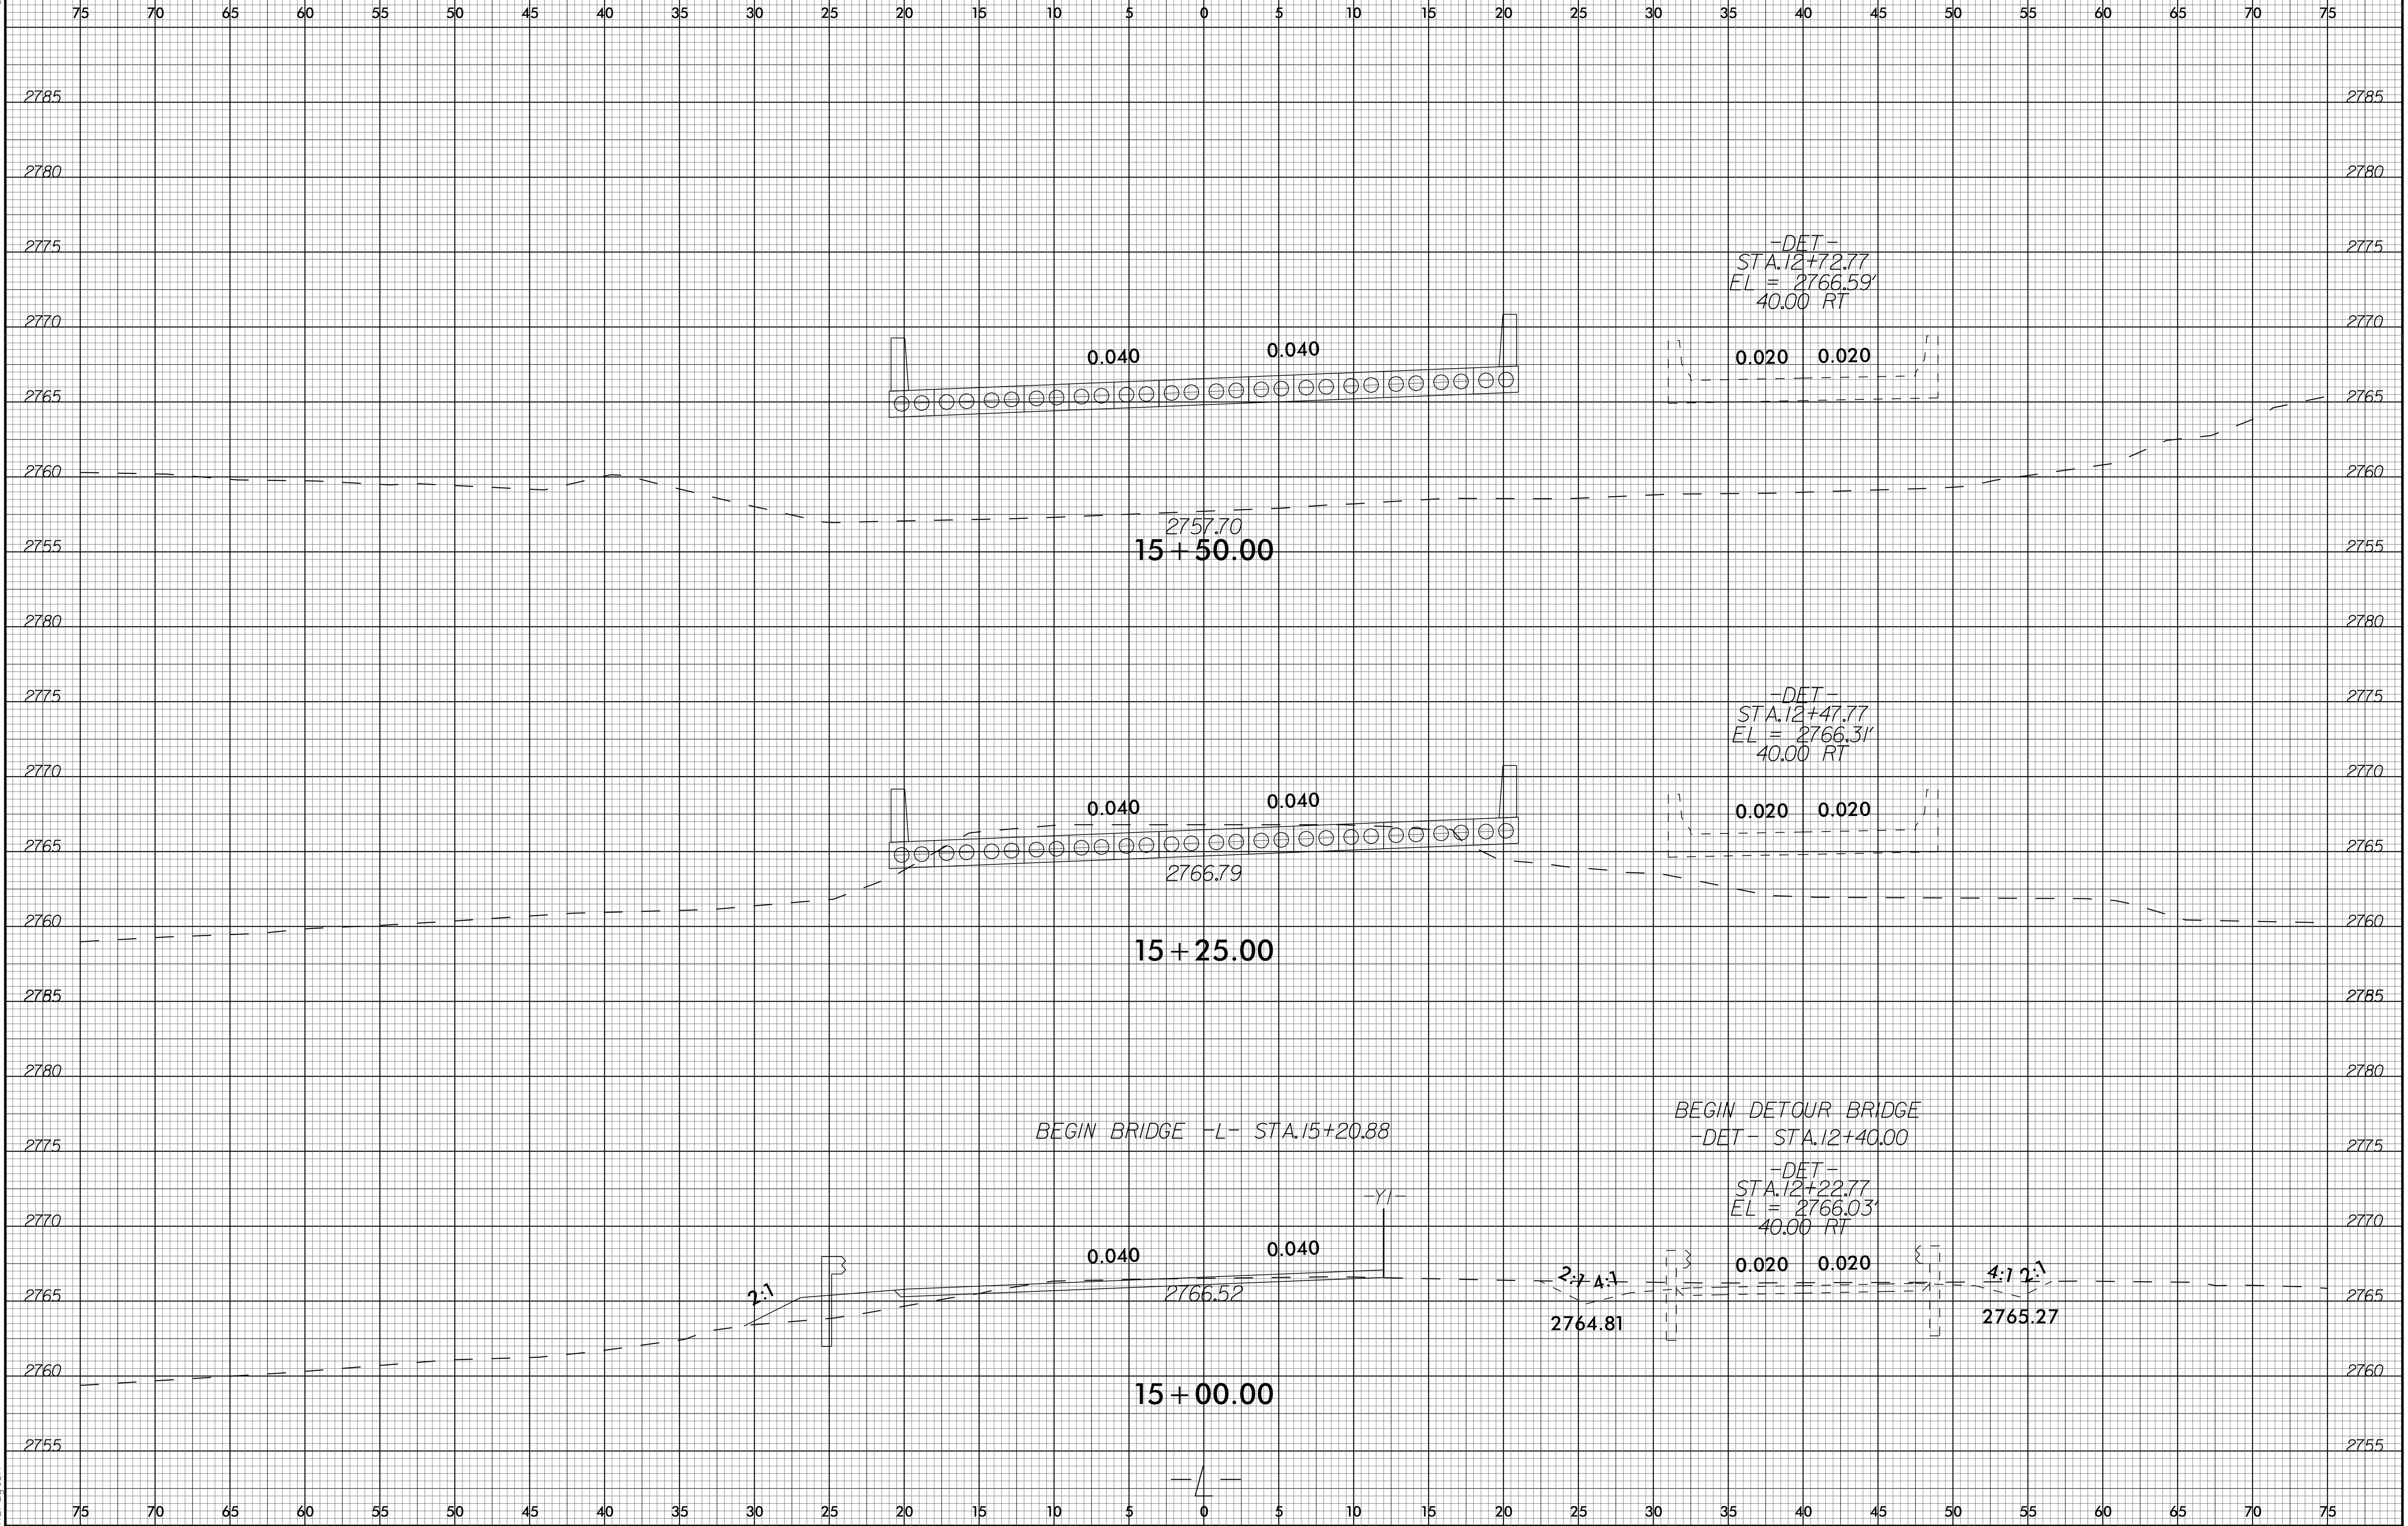 75 70 65 60 55 50 45 40 35 30 25 20 15 10 5 0 5 10 15 20 25 30 35 40 45 50 55 60 65 70 75
2785 2785
2780 2780
2775 2775
-DET-
STA.12+72.77
EL = 2766.59'
40.00 RT
2770 2770
0.040 0.040 0.020 0.020
2765 2765
2760 2760
2757.70
2755 15+50.00 2755
2780 2780
2775 2775
-DET-
STA.12+47.77
EL = 2766.31'
40.00 RT
2770 2770
0.040 0.040 0.020 0.020
2765 2765
2766.79
2760 2760
15+25.00
2780 2780
BEGIN DETOUR BRIDGE
BEGIN BRIDGE -L- STA.15+20.88 -DET- STA.12+40.00
2775 2775
-DET-
STA.12+22.77
EL = 2766.03'
40.00 RT
-Y1-
2770 2770
0.040 0.040 0.020 0.020
2:1 2:1 4:1 4:1 2:1
2765 2766.52 2765
2764.81 2765.27
2760 2760
15+00.00
2755 2755
-L-
75 70 65 60 55 50 45 40 35 30 25 20 15 10 5 0 5 10 15 20 25 30 35 40 45 50 55 60 65 70 75